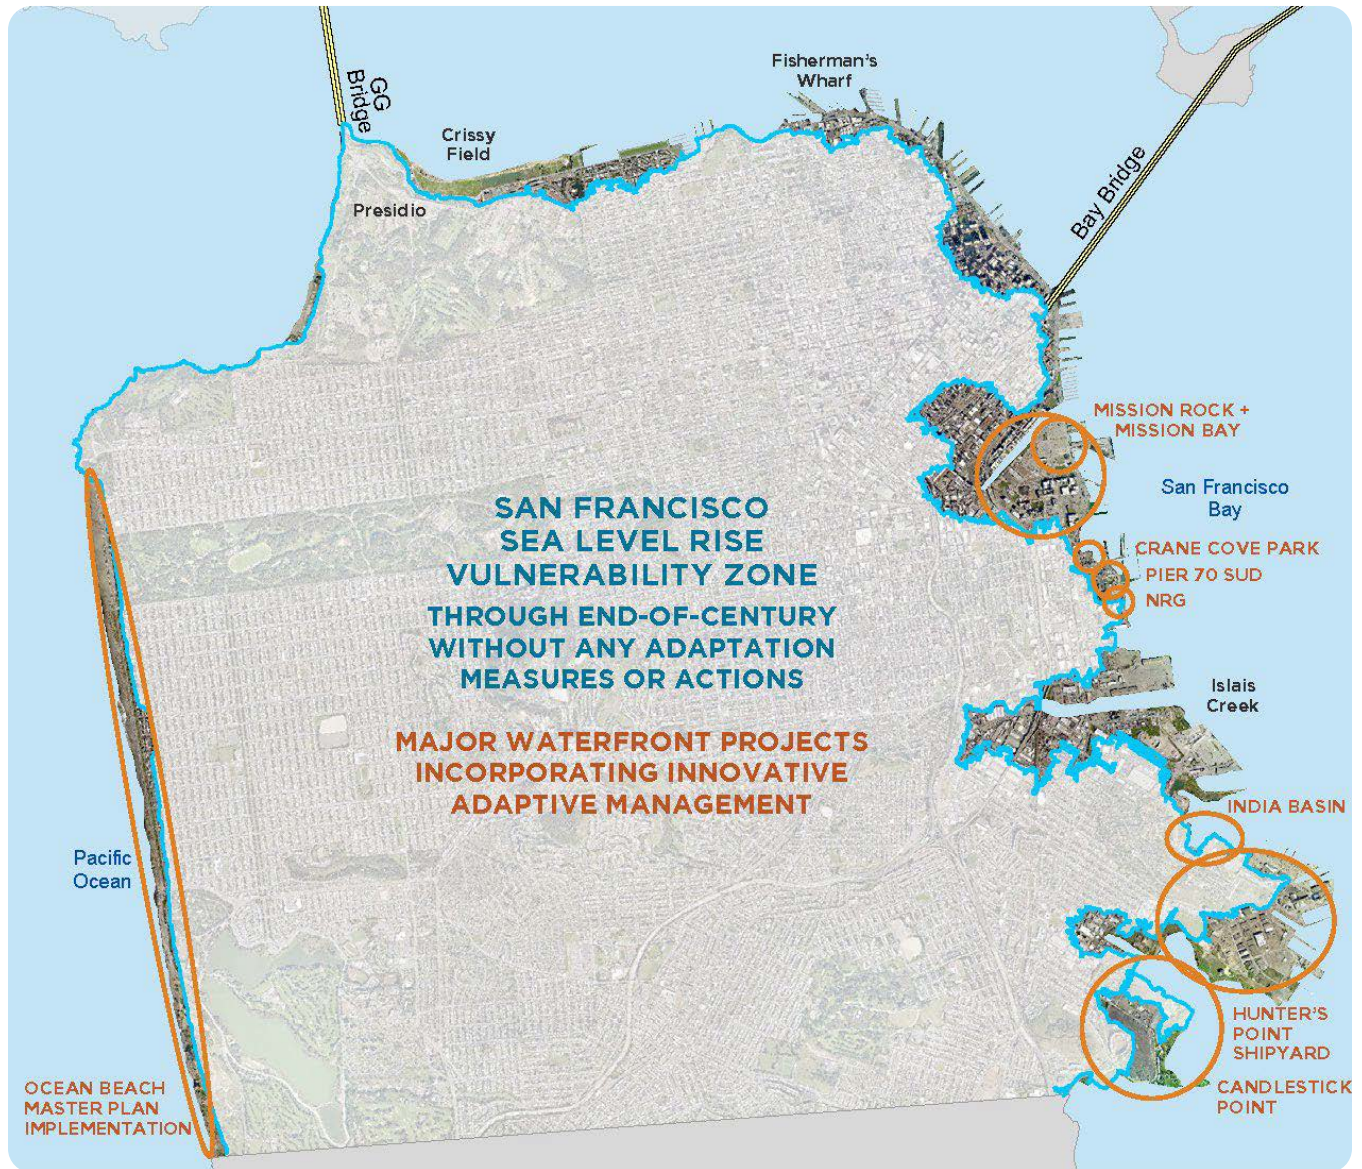 Fisherman's
Wharf
GG
Bridge
Crissy
Field
Presidio
Bay Bridge
MISSION ROCK +
MISSION BAY
San Francisco
Bay
SAN FRANCISCO
SEA LEVEL RISE
VULNERABILITY ZONE
THROUGH END-OF-CENTURY
WITHOUT ANY ADAPTATION
MEASURES OR ACTIONS
CRANE COVE PARK
PIER 70 SUD
NRG
Islais
Creek
MAJOR WATERFRONT PROJECTS
INCORPORATING INNOVATIVE
ADAPTIVE MANAGEMENT
INDIA BASIN
Pacific
Ocean
HUNTER'S
POINT
SHIPYARD
CANDLESTICK
POINT
OCEAN BEACH
MASTER PLAN
IMPLEMENTATION